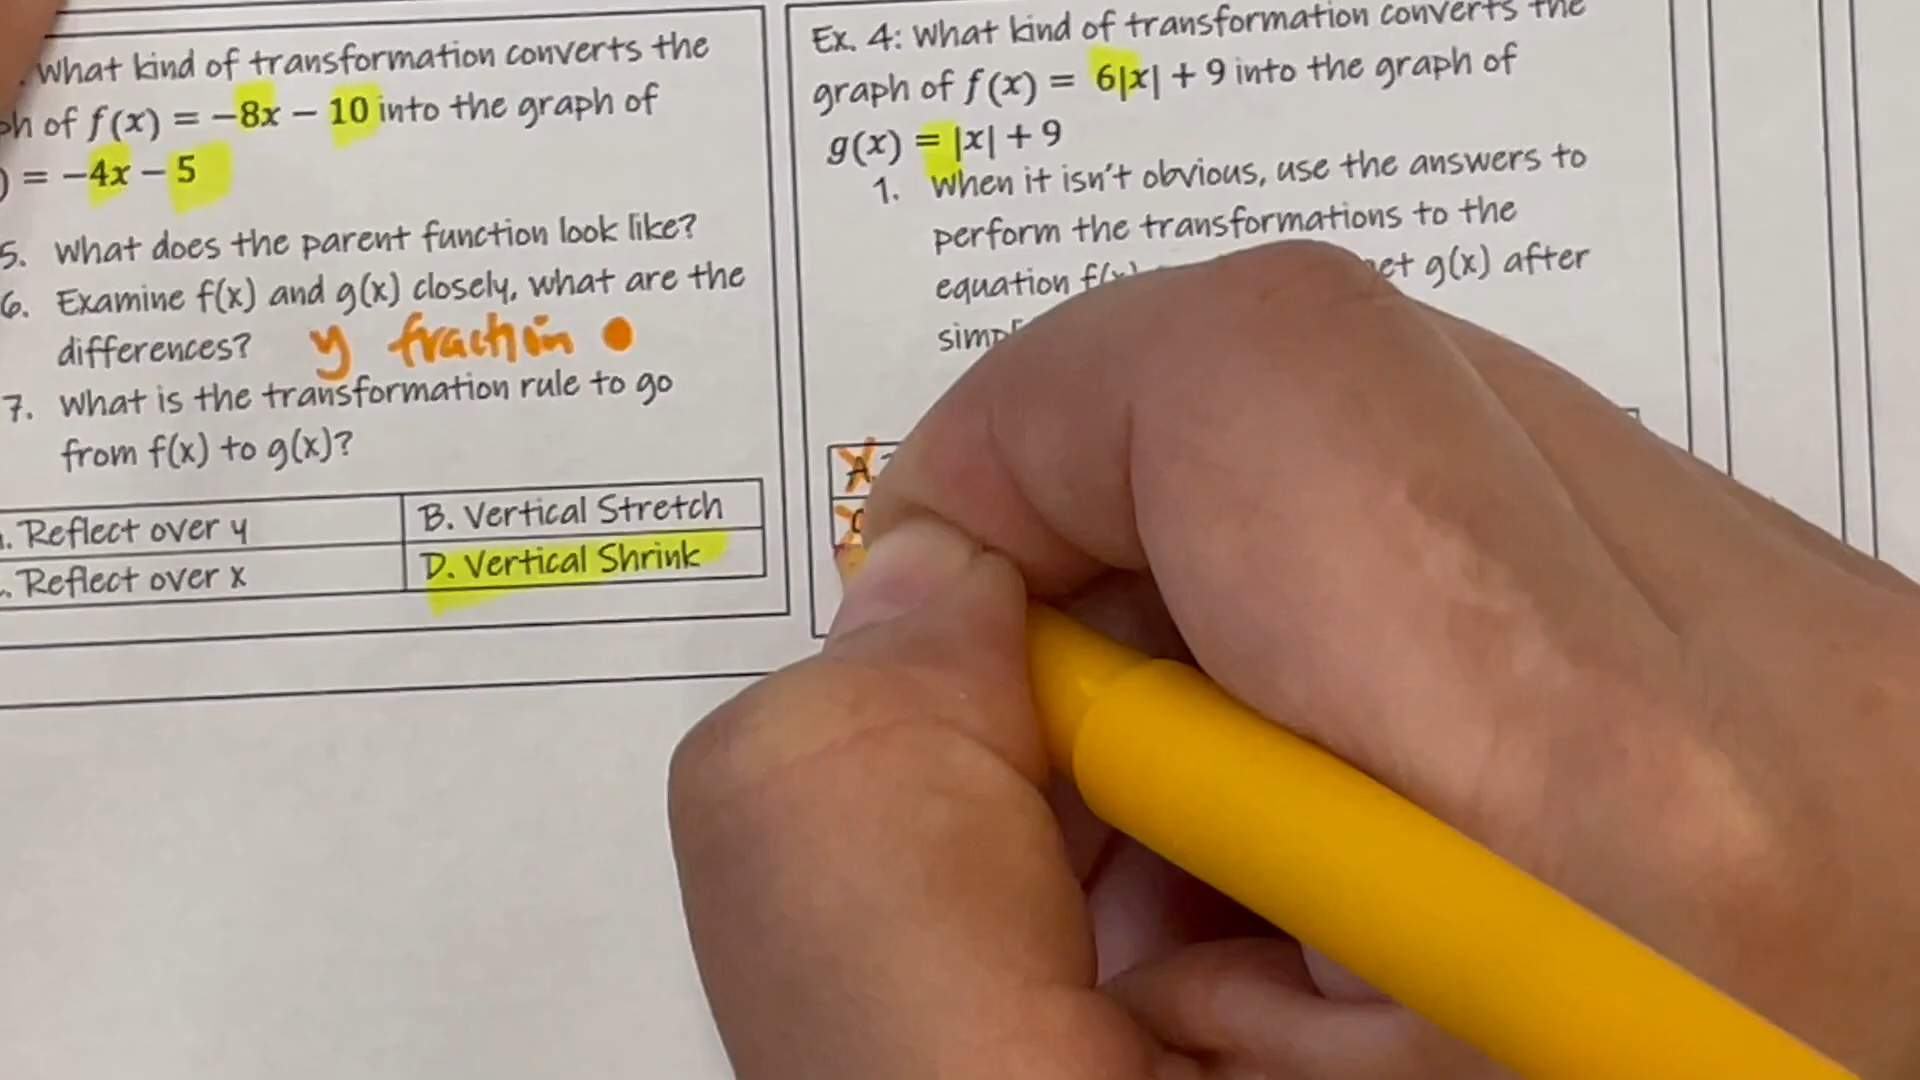 What kind of transformation converts the
of f(x) = −8x − 10 into the graph of
) = −4x − 5
5. What does the parent function look like?
6. Examine f(x) and g(x) closely, what are the
differences? y fraction •
7. What is the transformation rule to go
from f(x) to g(x)?
. Reflect over y
B. Vertical Stretch
. Reflect over x
D. Vertical Shrink
Ex. 4: What kind of transformation converts the
graph of f(x) = 6|x| + 9 into the graph of
g(x) = |x| + 9
1. When it isn't obvious, use the answers to
perform the transformations to the
equation g(x) after
A.